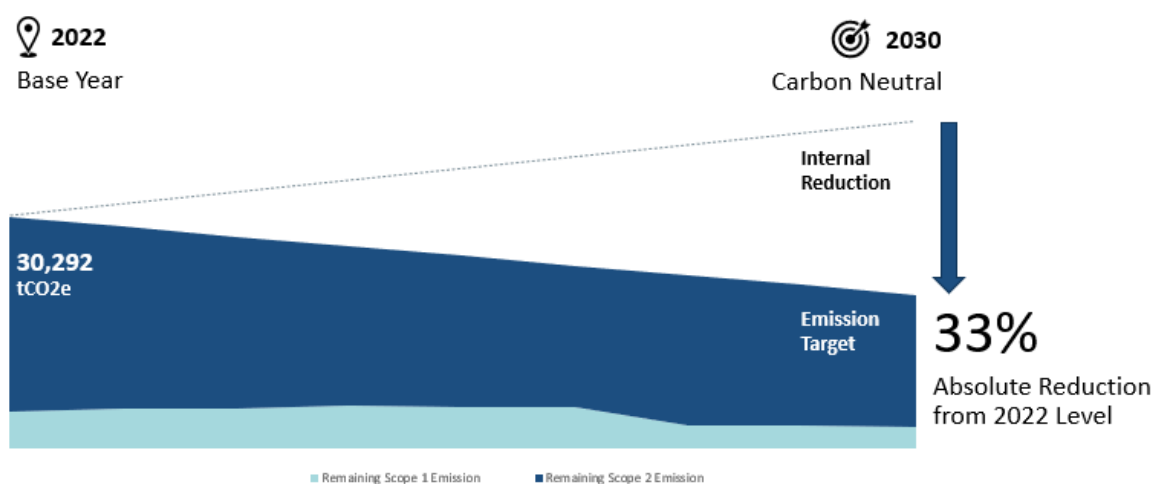 2022
Base Year
2030
Carbon Neutral
Internal
Reduction
30,292
tCO2e
Emission
Target
33%
Absolute Reduction
from 2022 Level
Remaining Scope 1 Emission
Remaining Scope 2 Emission